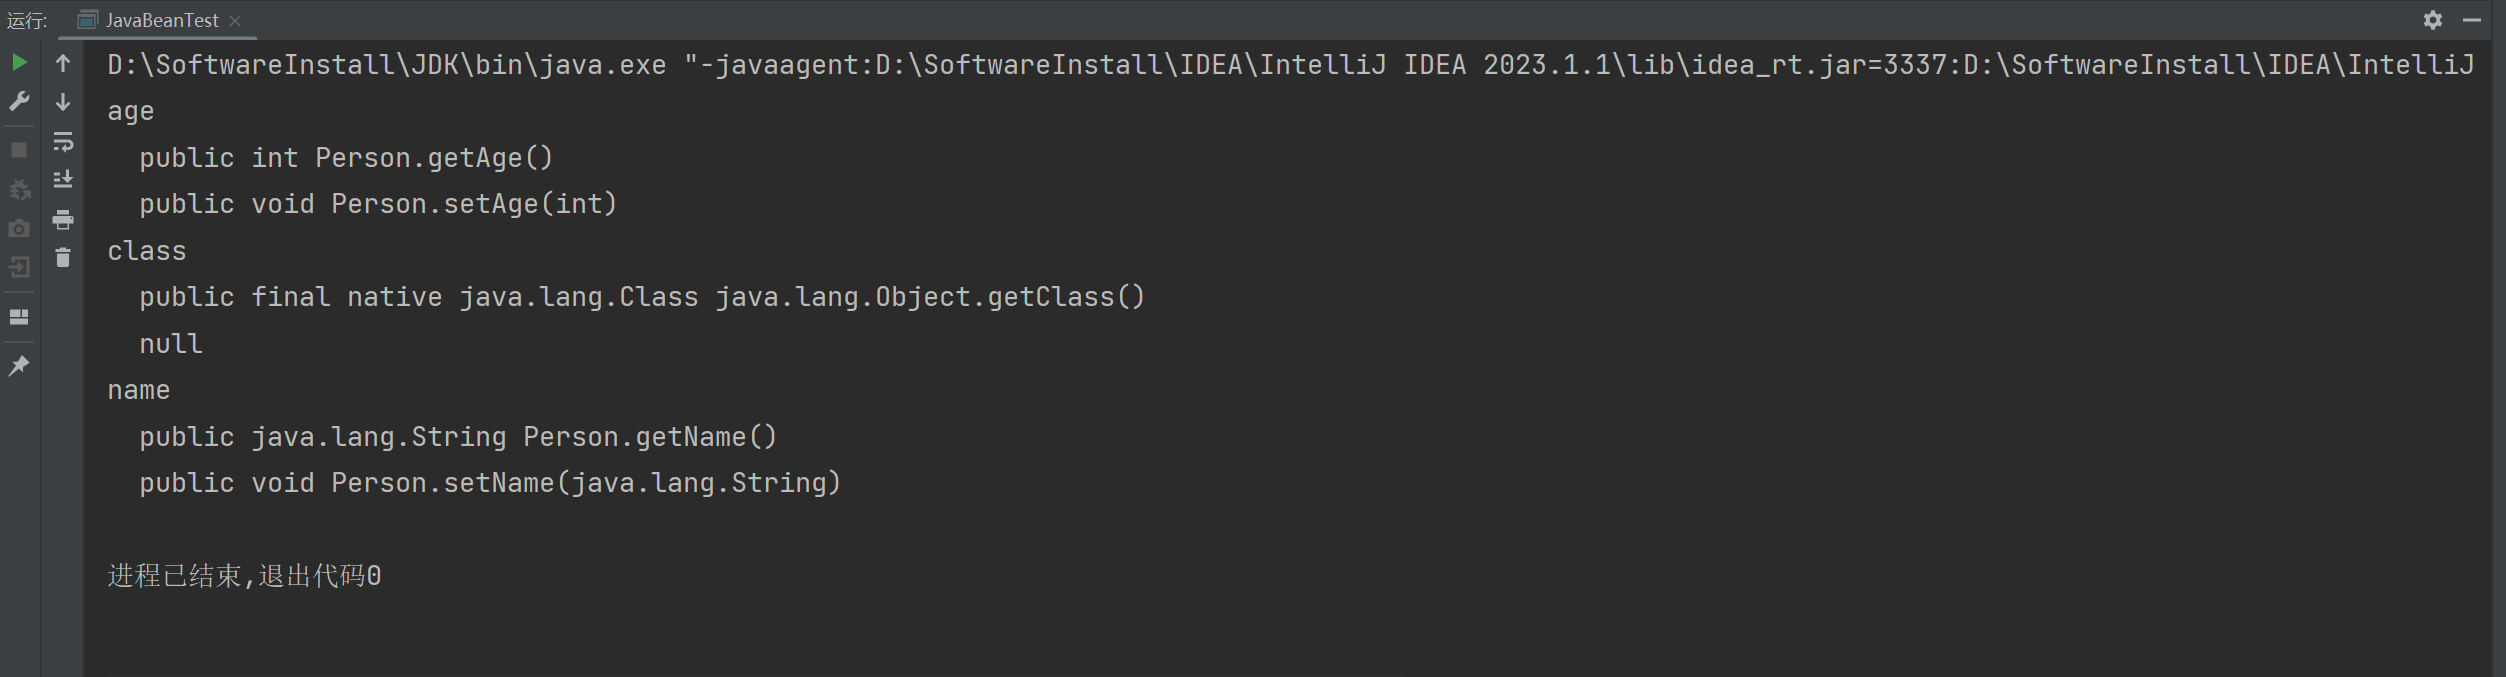 运行: JavaBeanTest
D:\SoftwareInstall\JDK\bin\java.exe "-javaagent:D:\SoftwareInstall\IDEA\IntelliJ IDEA 2023.1.1\lib\idea_rt.jar=3337:D:\SoftwareInstall\IDEA\IntelliJ
age
  public int Person.getAge()
  public void Person.setAge(int)
class
  public final native java.lang.Class java.lang.Object.getClass()
  null
name
  public java.lang.String Person.getName()
  public void Person.setName(java.lang.String)
进程已结束,退出代码0